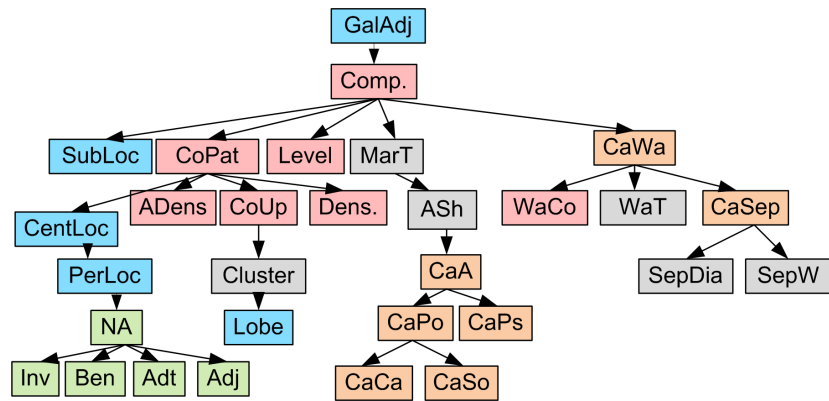 GalAdj
Comp.
SubLoc CoPat Level MarT CaWa
CentLoc ADens CoUp Dens. ASh WaCo WaT CaSep
PerLoc Cluster CaA SepDia SepW
NA Lobe CaPo CaPs
Inv Ben Adt Adj CaCa CaSo